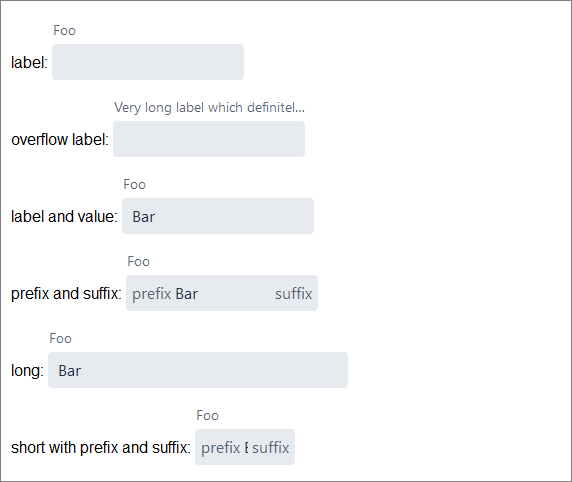 Foo
label:
Very long label which definitel...
overflow label:
Foo
label and value: Bar
Foo
prefix and suffix: prefix Bar suffix
Foo
long: Bar
Foo
short with prefix and suffix: prefix suffix